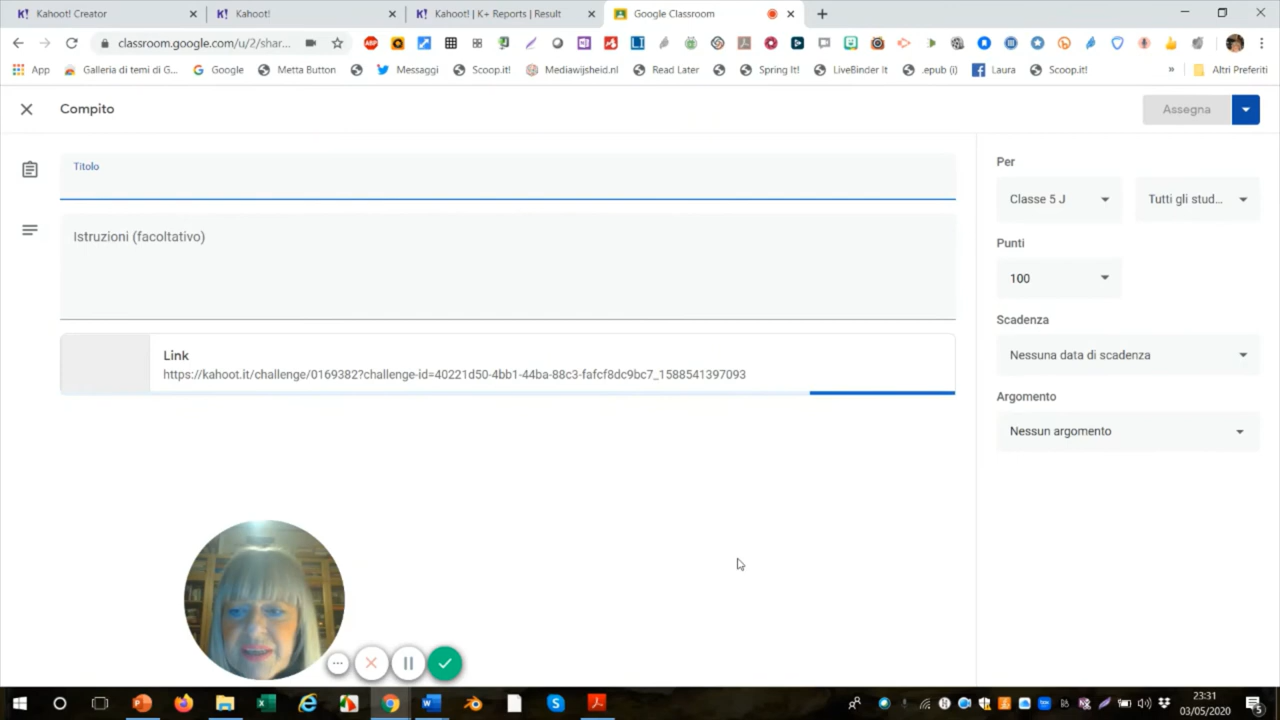 Kahoot! Creator
Kahoot!
Kahoot! | K+ Reports | Result
Google Classroom
classroom.google.com/u/2/shar...
App
Galleria di temi di G...
Google
Metta Button
Messaggi
Scoop.it!
Mediawijsheid.nl
Read Later
Spring It!
LiveBinder It
.epub (i)
Laura
Scoop.it!
»
Altri Preferiti
Compito
Assegna
Titolo
Istruzioni (facoltativo)
Link
https://kahoot.it/challenge/0169382?challenge-id=40221d50-4bb1-44ba-88c3-fafcf8dc9bc7_1588541397093
Per
Classe 5 J
Tutti gli stud...
Punti
100
Scadenza
Nessuna data di scadenza
Argomento
Nessun argomento
23:31
03/05/2020
5